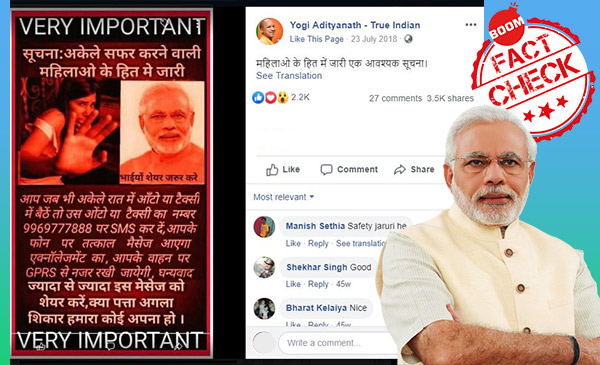 VERY IMPORTANT
सूचना:अकेले सफर करने वाली
महिलाओ के हित मे जारी
भाईयों शेयर जरुर करे
आप जब भी अकेले रात में ऑटो या टैक्सी
में बैठें तो उस ऑटो या टैक्सी का नम्बर
9969777888 पर SMS कर दें,आपके
फोन पर तत्काल मैसेज आएगा
एक्नॉलेजमेंट का, आपके वाहन पर
GPRS से नजर रखी जायेगी, घन्यवाद
ज्यादा से ज्यादा इस मेसेज को
शेयर करें,क्या पत्ता अगला
शिकार हमारा कोई अपना हो।
VERY IMPORTANT
Yogi Adityanath - True Indian
Like This Page · 23 July 2018 ·
महिलाओ के हित में जारी एक आवश्यक सूचना।
See Translation
2.2K 27 comments 3.5K shares
Like Comment Share
Most relevant
Manish Sethia Safety jaruri he
Like · Reply · See translation
Shekhar Singh Good
Like · Reply · 45w
Bharat Kelaiya Nice
Like · Reply · 45w
Write a comment...
BOOM
FACT
CHECK